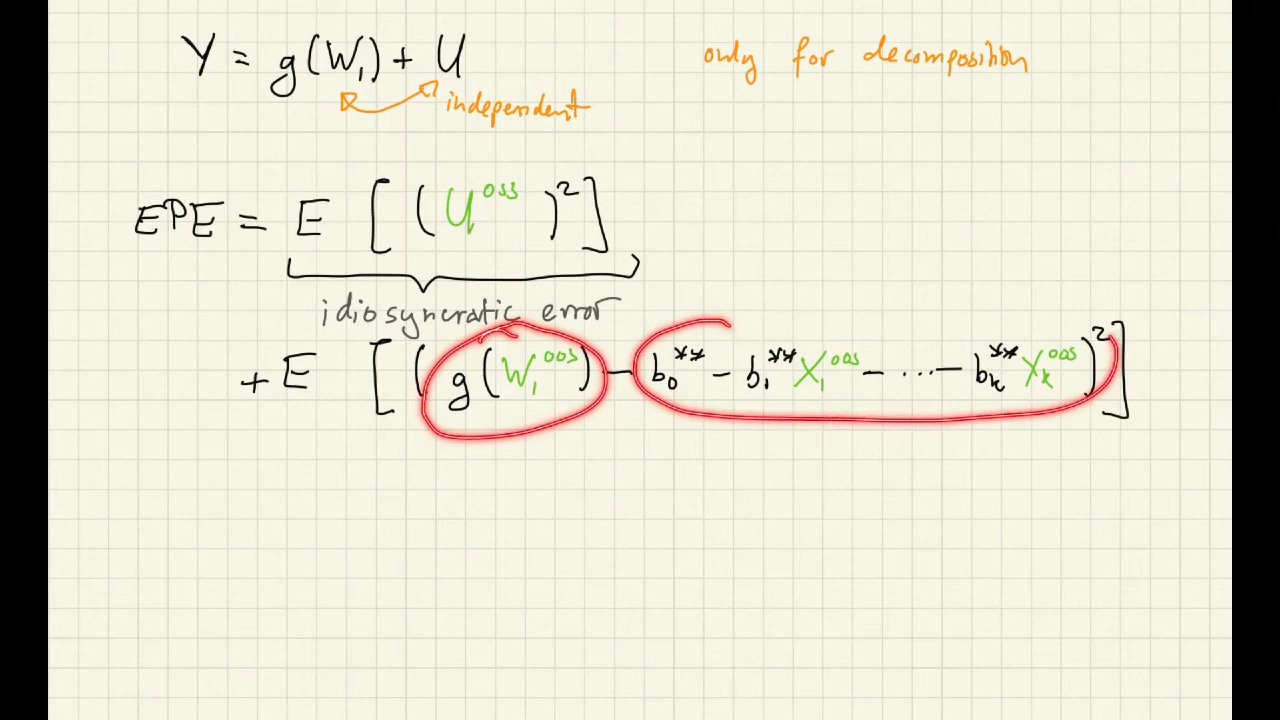 Y = g(W₁) + U only for decomposition
independent
EPE = E [(U^oss)²]
idiosyncratic error
+ E [(g(W₁^oos) − b₀** − b₁** X₁^oos − ... − bₖ** Xₖ^oos)²]